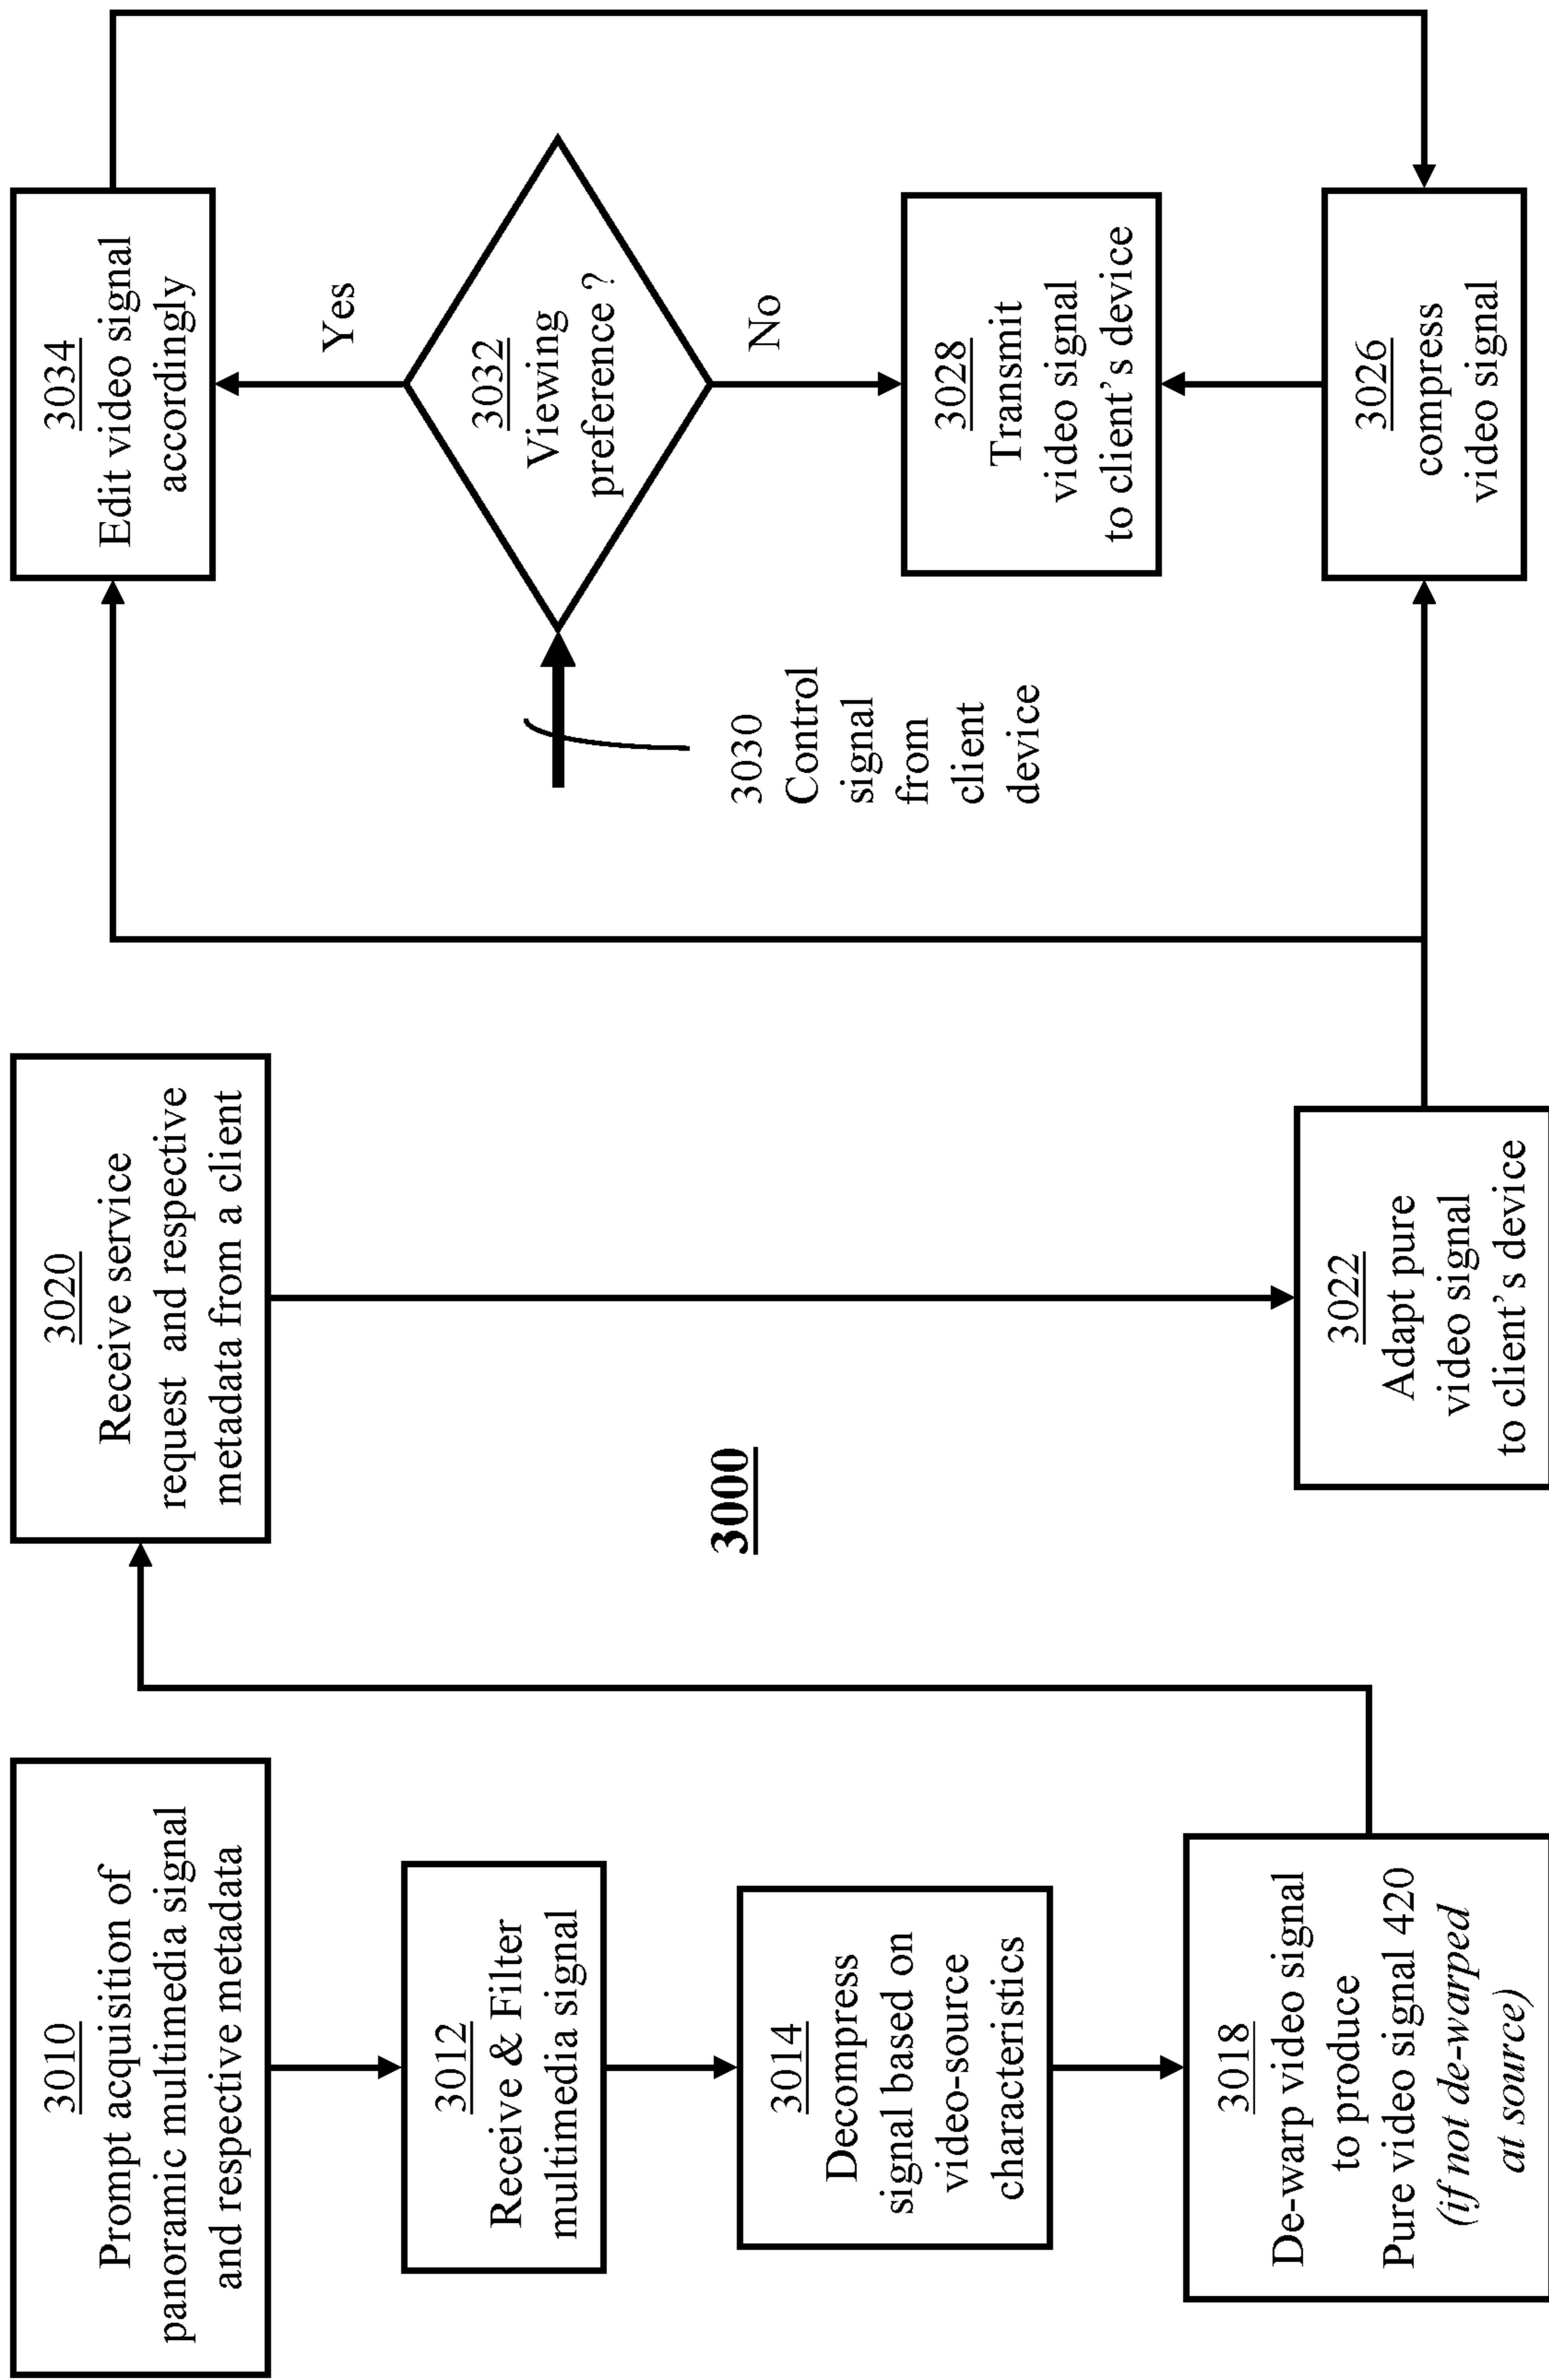 3010
Prompt acquisition of
panoramic multimedia signal
and respective metadata
3012
Receive & Filter
multimedia signal
3014
Decompress
signal based on
video-source
characteristics
3018
De-warp video signal
to produce
Pure video signal 420
(if not de-warped
at source)
3020
Receive service
request and respective
metadata from a client
3000
3022
Adapt pure
video signal
to client's device
3034
Edit video signal
accordingly
Yes
3032
Viewing
preference ?
No
3030
Control
signal
from
client
device
3028
Transmit
video signal
to client's device
3026
compress
video signal